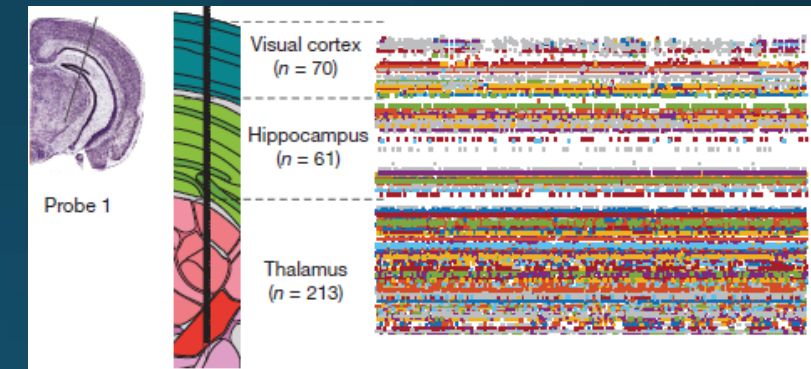 Visual cortex
(n = 70)
Hippocampus
(n = 61)
Probe 1
Thalamus
(n = 213)